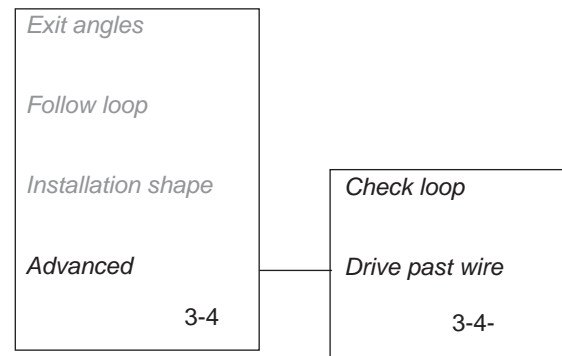 Exit angles
Follow loop
Installation shape
Advanced
3-4
Check loop
Drive past wire
3-4-